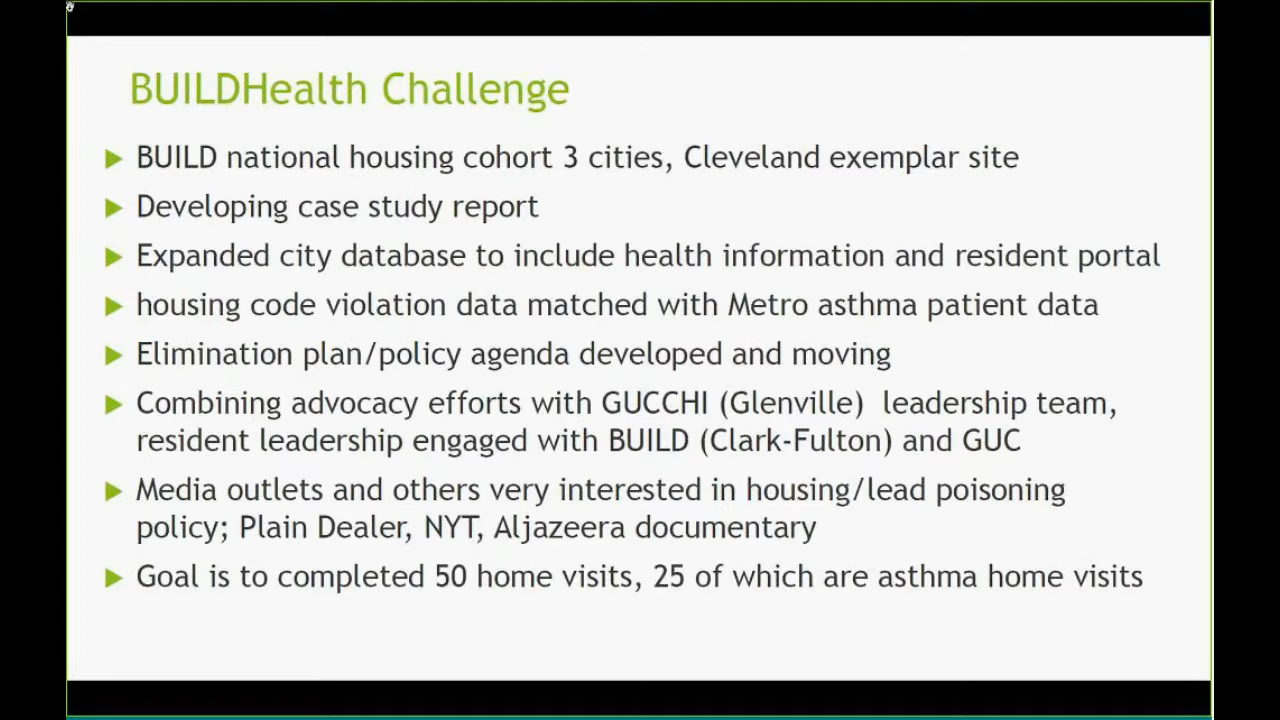 BUILDHealth Challenge
BUILD national housing cohort 3 cities, Cleveland exemplar site
Developing case study report
Expanded city database to include health information and resident portal
housing code violation data matched with Metro asthma patient data
Elimination plan/policy agenda developed and moving
Combining advocacy efforts with GUCCHI (Glenville)  leadership team,
resident leadership engaged with BUILD (Clark-Fulton) and GUC
Media outlets and others very interested in housing/lead poisoning
policy; Plain Dealer, NYT, Aljazeera documentary
Goal is to completed 50 home visits, 25 of which are asthma home visits